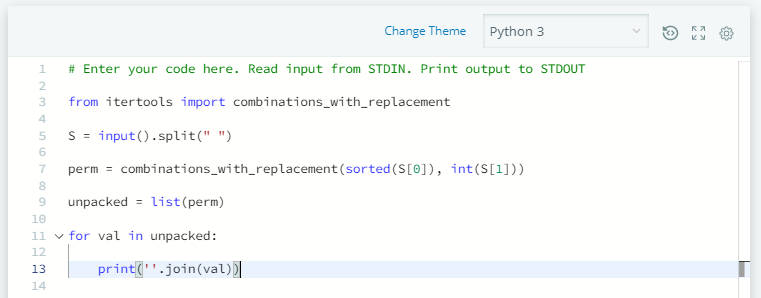 Change Theme Python 3
1 # Enter your code here. Read input from STDIN. Print output to STDOUT
2
3 from itertools import combinations_with_replacement
4
5 S = input().split(" ")
6
7 perm = combinations_with_replacement(sorted(S[0]), int(S[1]))
8
9 unpacked = list(perm)
10
11 for val in unpacked:
12
13     print(''.join(val))
14